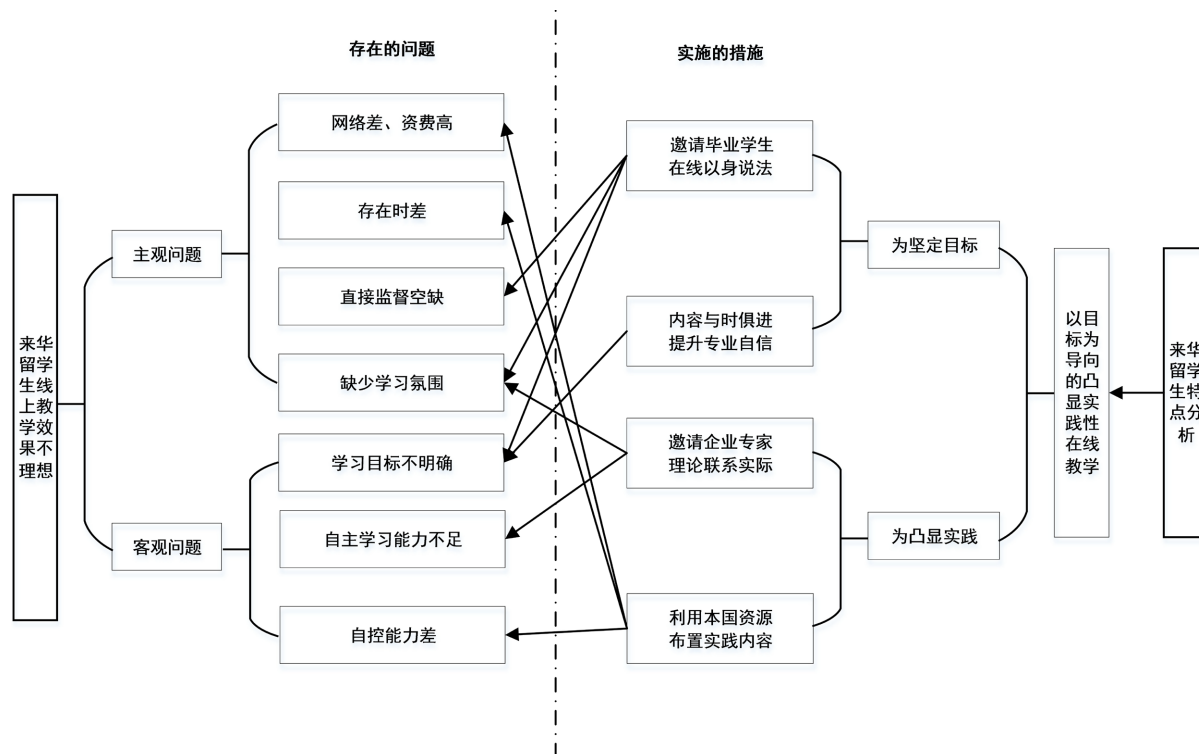 存在的问题
实施的措施
来华留学生线上教学效果不理想
主观问题
客观问题
网络差、资费高
存在时差
直接监督空缺
缺少学习氛围
学习目标不明确
自主学习能力不足
自控能力差
邀请毕业学生
在线以身说法
内容与时俱进
提升专业自信
邀请企业专家
理论联系实际
利用本国资源
布置实践内容
为坚定目标
为凸显实践
以目标为导向的凸显实践性在线教学
来华留学生特点分析